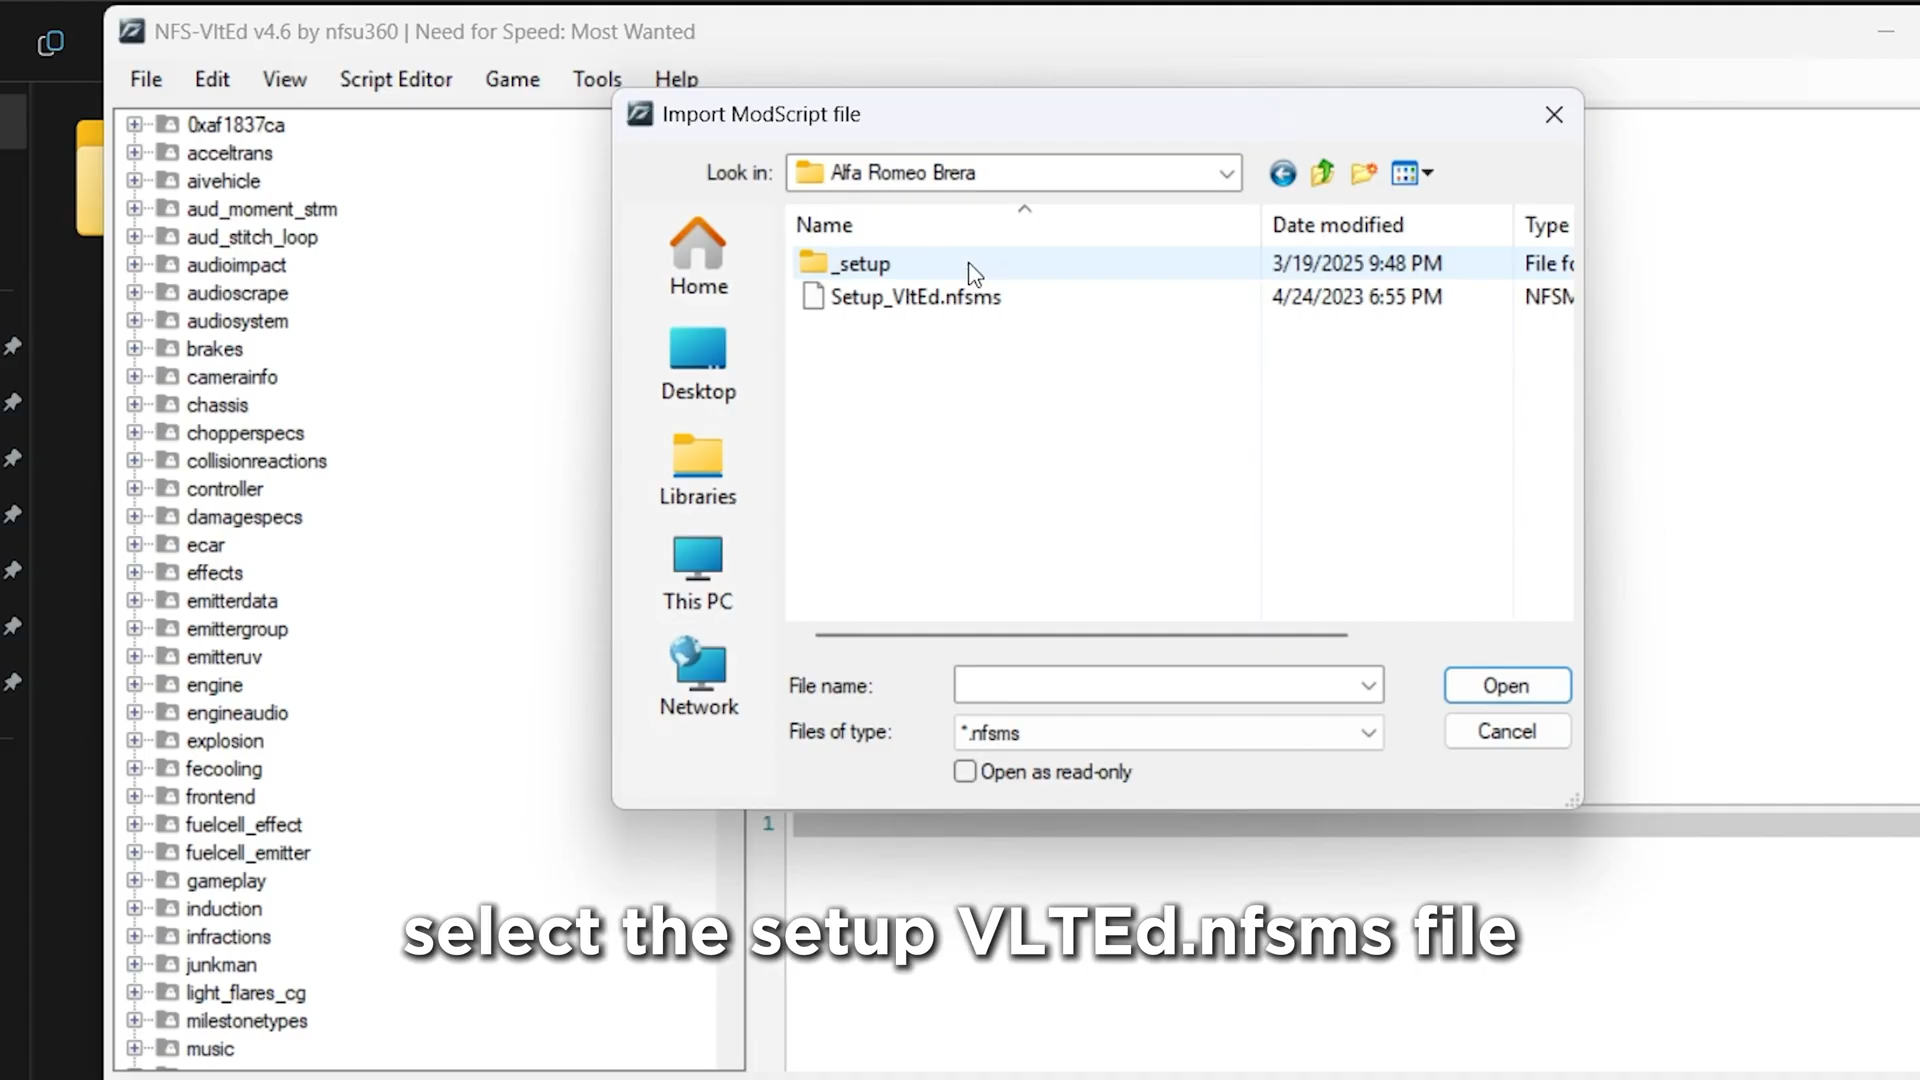 NFS-VltEd v4.6 by nfsu360 | Need for Speed: Most Wanted
File Edit View Script Editor Game Tools Help
Import ModScript file
Look in: Alfa Romeo Brera
Name Date modified Type
_setup 3/19/2025 9:48 PM File fo
Setup_VltEd.nfsms 4/24/2023 6:55 PM NFSM
Home
Desktop
Libraries
This PC
Network
File name: Open
Files of type: *.nfsms Cancel
Open as read-only
0xaf1837ca
acceltrans
aivehicle
aud_moment_strm
aud_stitch_loop
audioimpact
audioscrape
audiosystem
brakes
camerainfo
chassis
chopperspecs
collisionreactions
controller
damagespecs
ecar
effects
emitterdata
emittergroup
emitteruv
engine
engineaudio
explosion
fecooling
frontend
fuelcell_effect
fuelcell_emitter
gameplay
induction
infractions
junkman
light_flares_cg
milestonetypes
music
1
select the setup VLTEd.nfsms file